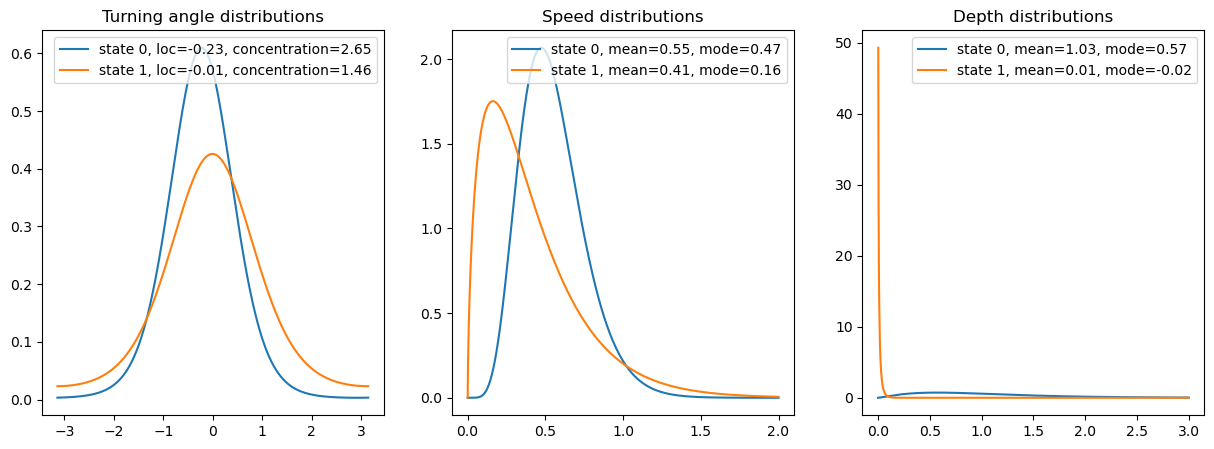 Turning angle distributions
state 0, loc=-0.23, concentration=2.65
state 1, loc=-0.01, concentration=1.46
0.6
0.5
0.4
0.3
0.2
0.1
0.0
−3 −2 −1 0 1 2 3
Speed distributions
state 0, mean=0.55, mode=0.47
state 1, mean=0.41, mode=0.16
2.0
1.5
1.0
0.5
0.0
0.0 0.5 1.0 1.5 2.0
Depth distributions
state 0, mean=1.03, mode=0.57
state 1, mean=0.01, mode=-0.02
50
40
30
20
10
0
0.0 0.5 1.0 1.5 2.0 2.5 3.0